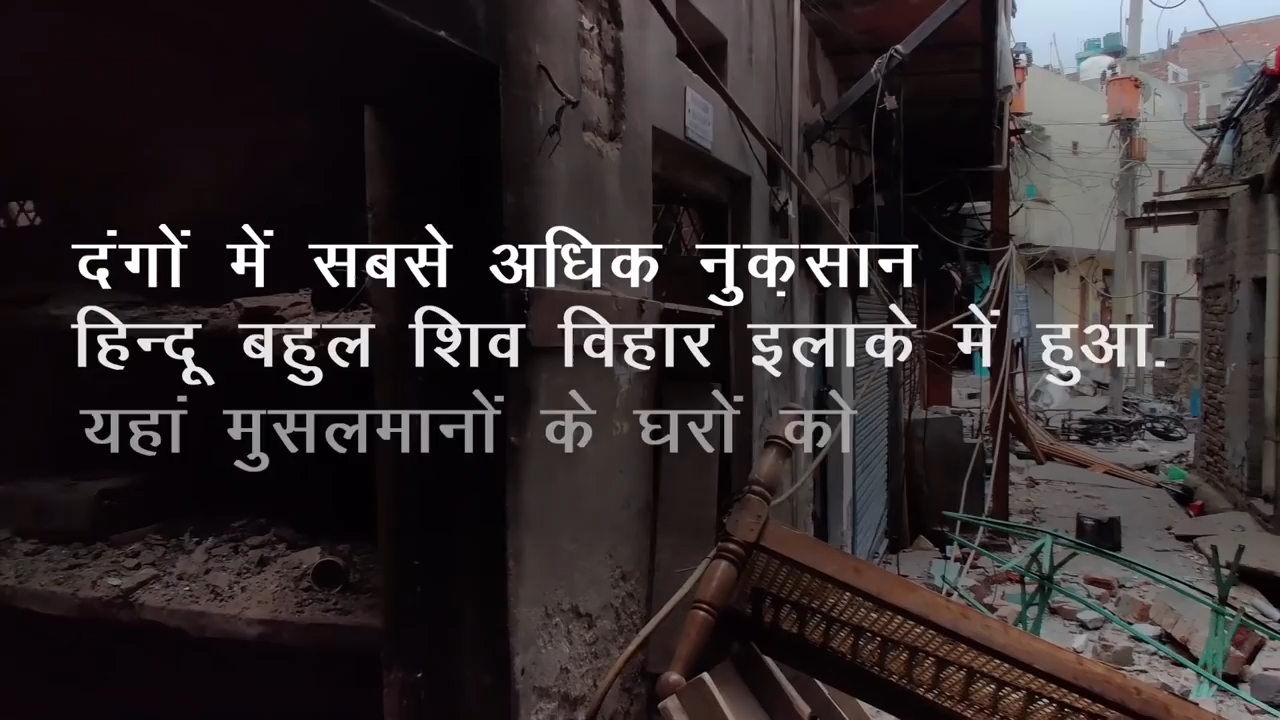 दंगों में सबसे अधिक नुक़सान
हिन्दू बहुल शिव विहार इलाके में हुआ.
यहां मुसलमानों के घरों को